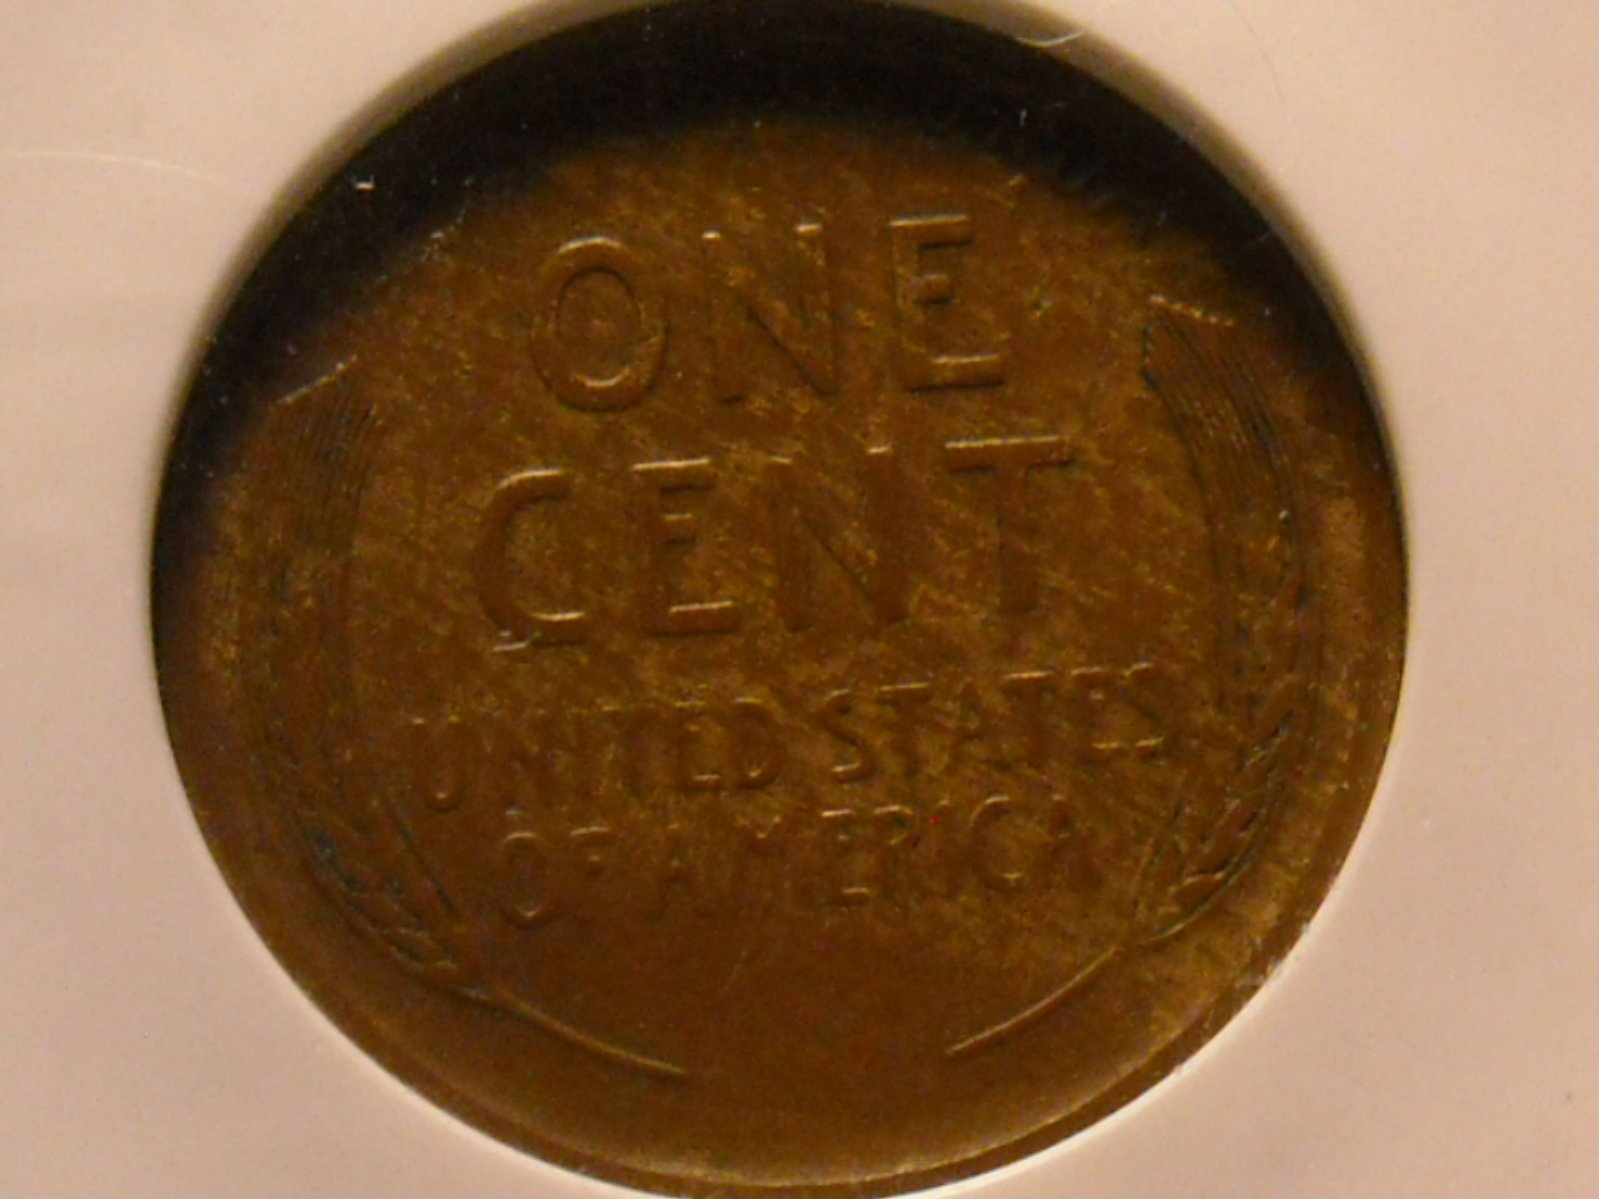 ONE
CENT
UNITED STATES
OF AMERICA